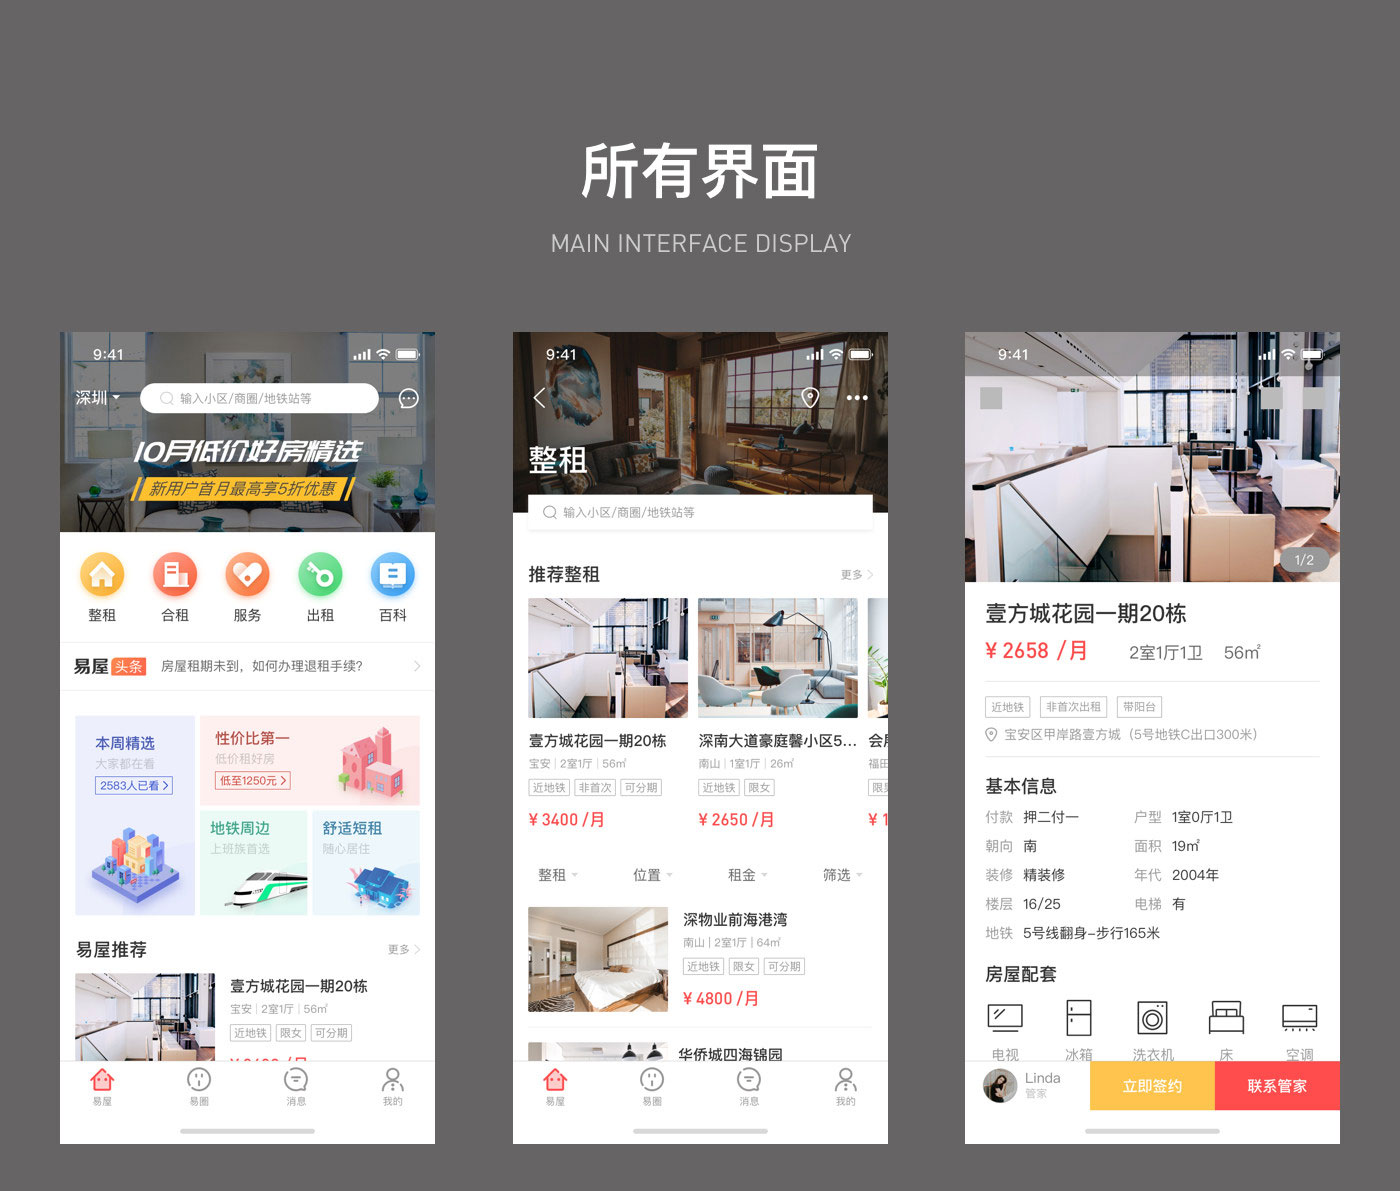 所有界面
MAIN INTERFACE DISPLAY
9:41
深圳
输入小区/商圈/地铁站等
10月低价好房精选
新用户首月最高享5折优惠
整租 合租 服务 出租 百科
易屋 头条 房屋租期未到，如何办理退租手续?
本周精选
大家都在看
2583人已看
性价比第一
低价租好房
低至1250元
地铁周边
上班族首选
舒适短租
随心居住
易屋推荐 更多
壹方城花园一期20栋
宝安 | 2室1厅 | 56㎡
近地铁 限女 可分期
易屋 易圈 消息 我的
9:41
整租
输入小区/商圈/地铁站等
推荐整租 更多
壹方城花园一期20栋
宝安 | 2室1厅 | 56㎡
近地铁 非首次 可分期
¥ 3400 /月
深南大道豪庭馨小区5...
南山 | 1室1厅 | 26㎡
近地铁 限女
¥ 2650 /月
福田
¥ 1
整租 位置 租金 筛选
深物业前海港湾
南山 | 2室1厅 | 64㎡
近地铁 限女 可分期
¥ 4800 /月
华侨城四海锦园
易屋 易圈 消息 我的
9:41
1/2
壹方城花园一期20栋
¥ 2658 /月 2室1厅1卫 56㎡
近地铁 非首次出租 带阳台
宝安区甲岸路壹方城（5号地铁C出口300米）
基本信息
付款 押二付一 户型 1室0厅1卫
朝向 南 面积 19㎡
装修 精装修 年代 2004年
楼层 16/25 电梯 有
地铁 5号线翻身-步行165米
房屋配套
电视 冰箱 洗衣机 床 空调
Linda
管家
立即签约 联系管家